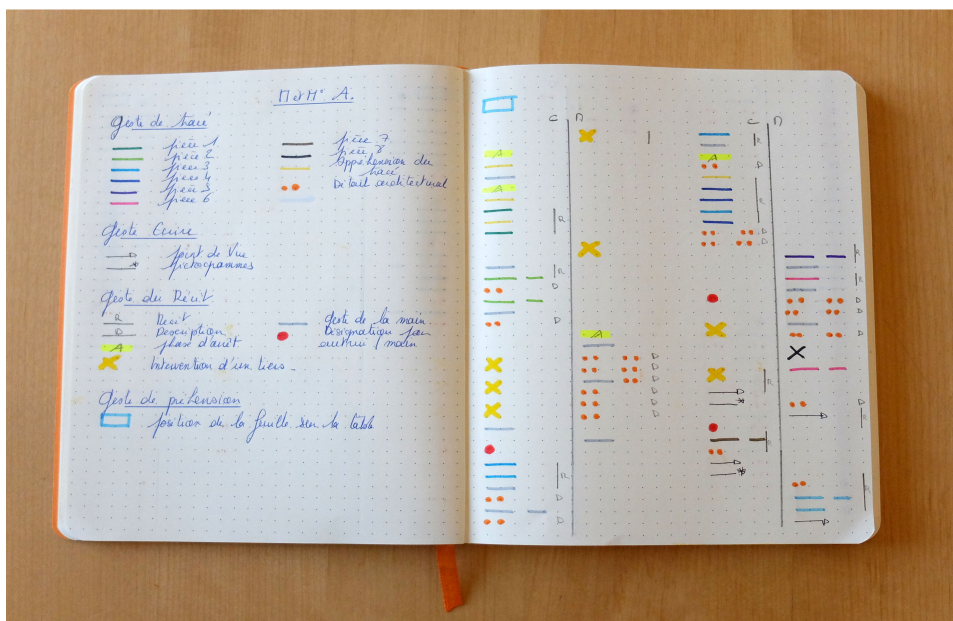 M et Mᵉ A.
geste de tracé
pièce 1
pièce 2
pièce 3
pièce 4
pièce 5
pièce 6
pièce 7
pièce 8
Appréhension du tracé
Détail architectural
geste Écrire
point de Vue
pictogrammes
geste du Récit
R Récit
D Description
A phase d'arrêt
Intervention d'un tiers
geste de la main
Désignation par autrui / main
geste de préhension
position de la feuille sur la table
C M
C M
A
A
A
A
R
D
R
D
R
D
D
D
D
D
D
D
D
R
D
R
D
D
R
R
R
R
D
D
D
R
D
R
R